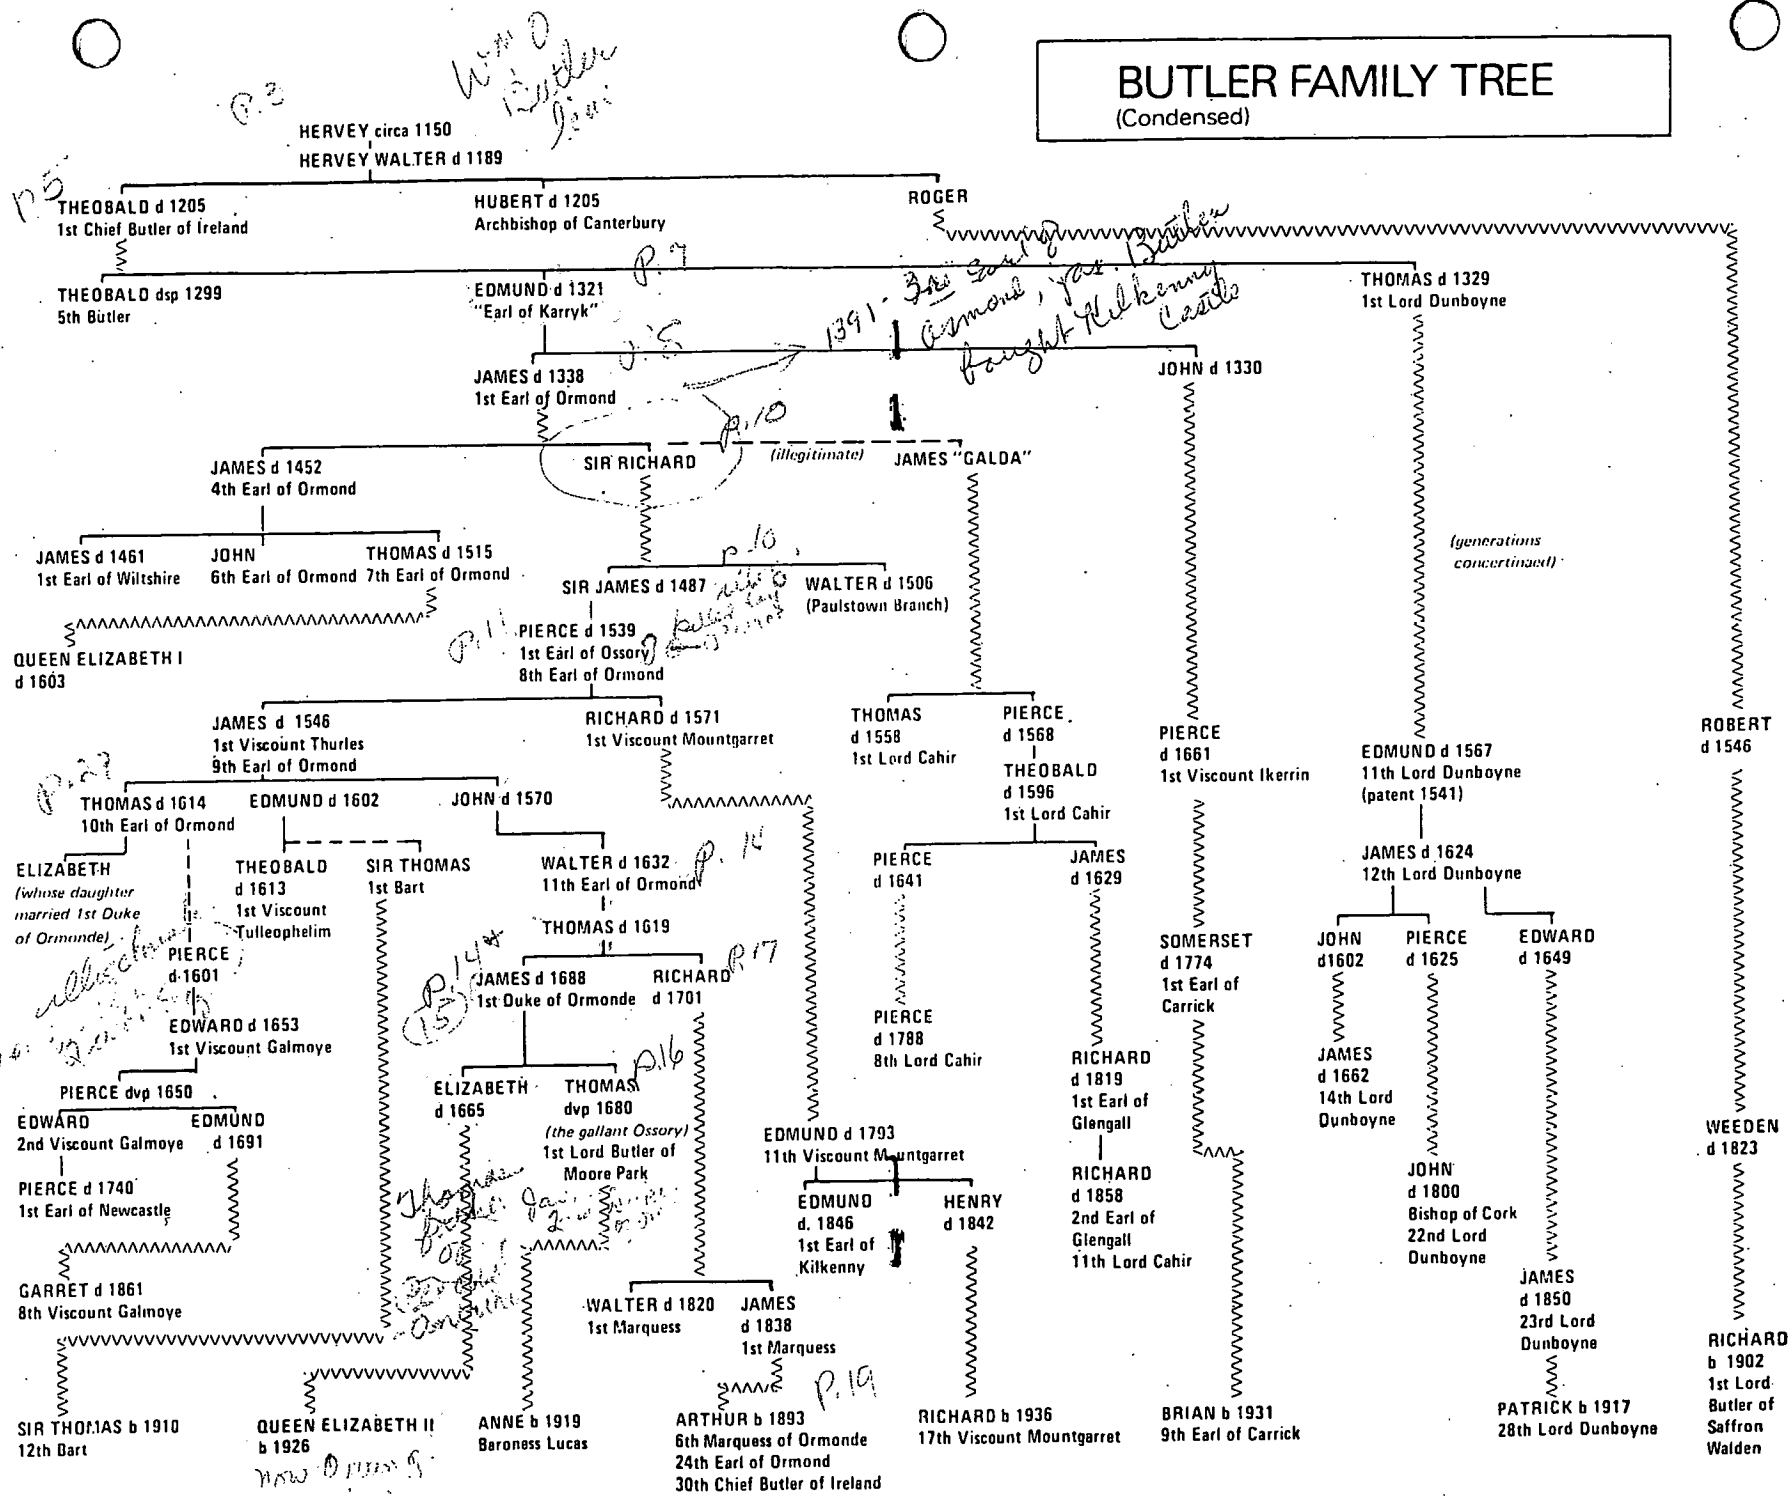 BUTLER FAMILY TREE
(Condensed)
P.3
Wm O
Butler
line
HERVEY circa 1150
HERVEY WALTER d 1189
p.5
THEOBALD d 1205
1st Chief Butler of Ireland
HUBERT d 1205
Archbishop of Canterbury
ROGER
THEOBALD dsp 1299
5th Butler
EDMUND d 1321
"Earl of Karryk"
P.7
1391 - 3rd Earl of
Ormond, Jas. Butler
bought Kilkenny
Castle
THOMAS d 1329
1st Lord Dunboyne
JAMES d 1338
1st Earl of Ormond
p.8
JOHN d 1330
JAMES d 1452
4th Earl of Ormond
SIR RICHARD
p.10
(illegitimate)
JAMES "GALDA"
JAMES d 1461
1st Earl of Wiltshire
JOHN
6th Earl of Ormond
THOMAS d 1515
7th Earl of Ormond
(generations
concertinaed)
SIR JAMES d 1487
p.10
WALTER d 1506
(Paulstown Branch)
QUEEN ELIZABETH I
d 1603
P.11
PIERCE d 1539
1st Earl of Ossory
8th Earl of Ormond
JAMES d 1546
1st Viscount Thurles
9th Earl of Ormond
RICHARD d 1571
1st Viscount Mountgarret
THOMAS
d 1558
1st Lord Cahir
PIERCE
d 1568
THEOBALD
d 1596
1st Lord Cahir
PIERCE
d 1661
1st Viscount Ikerrin
EDMUND d 1567
11th Lord Dunboyne
(patent 1541)
ROBERT
d 1546
THOMAS d 1614
10th Earl of Ormond
EDMUND d 1602
JOHN d 1570
ELIZABETH
(whose daughter
married 1st Duke
of Ormonde)
THEOBALD
d 1613
1st Viscount
Tulleophelim
SIR THOMAS
1st Bart
WALTER d 1632
11th Earl of Ormond
THOMAS d 1619
PIERCE
d 1641
JAMES
d 1629
JAMES d 1624
12th Lord Dunboyne
PIERCE
d 1601
P.14*
15
JAMES d 1688
1st Duke of Ormonde
RICHARD
d 1701
P.17
SOMERSET
d 1774
1st Earl of
Carrick
JOHN
d1602
PIERCE
d 1625
EDWARD
d 1649
EDWARD d 1653
1st Viscount Galmoye
PIERCE
d 1788
8th Lord Cahir
PIERCE dvp 1650
ELIZABETH
d 1665
THOMAS
dvp 1680
(the gallant Ossory)
1st Lord Butler of
Moore Park
p.16
RICHARD
d 1819
1st Earl of
Glengall
JAMES
d 1662
14th Lord
Dunboyne
EDWARD
2nd Viscount Galmoye
EDMUND
d 1691
EDMUND d 1793
11th Viscount Mountgarret
WEEDEN
d 1823
PIERCE d 1740
1st Earl of Newcastle
EDMUND
d. 1846
1st Earl of
Kilkenny
HENRY
d 1842
RICHARD
d 1858
2nd Earl of
Glengall
11th Lord Cahir
JOHN
d 1800
Bishop of Cork
22nd Lord
Dunboyne
GARRET d 1861
8th Viscount Galmoye
WALTER d 1820
1st Marquess
JAMES
d 1838
1st Marquess
JAMES
d 1850
23rd Lord
Dunboyne
P.19
SIR THOMAS b 1910
12th Bart
QUEEN ELIZABETH II
b 1926
now
ANNE b 1919
Baroness Lucas
ARTHUR b 1893
6th Marquess of Ormonde
24th Earl of Ormond
30th Chief Butler of Ireland
RICHARD b 1936
17th Viscount Mountgarret
BRIAN b 1931
9th Earl of Carrick
PATRICK b 1917
28th Lord Dunboyne
RICHARD
b 1902
1st Lord
Butler of
Saffron
Walden